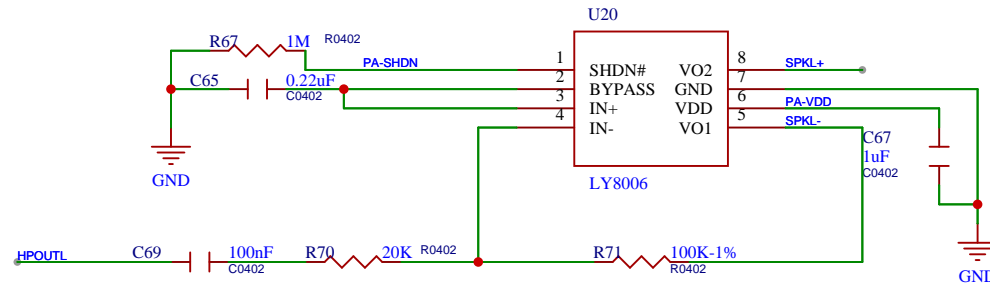 U20
R67 1M R0402
PA-SHDN
1 SHDN# VO2 8 SPKL+
C65 0.22uF 2 BYPASS GND 7
C0402
3 IN+ VDD 6 PA-VDD
4 IN- VO1 5 SPKL-
C67
1uF
C0402
GND
LY8006
C69 100nF R70 20K R0402 R71 100K-1%
HPOUTL
C0402 R0402
GND